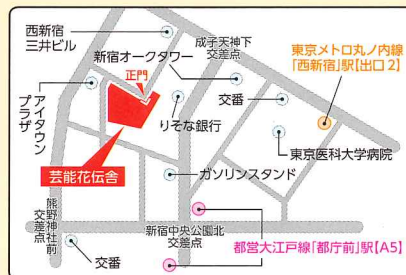 西新宿
三井ビル
新宿オークタワー
成子天神下
交差点
東京メトロ丸ノ内線
「西新宿」駅【出口2】
正門
交番
アイタウン
プラザ
りそな銀行
東京医科大学病院
芸能花伝舎
ガソリンスタンド
熊野神社前
交差点
新宿中央公園北
交差点
都営大江戸線「都庁前」駅【A5】
交番